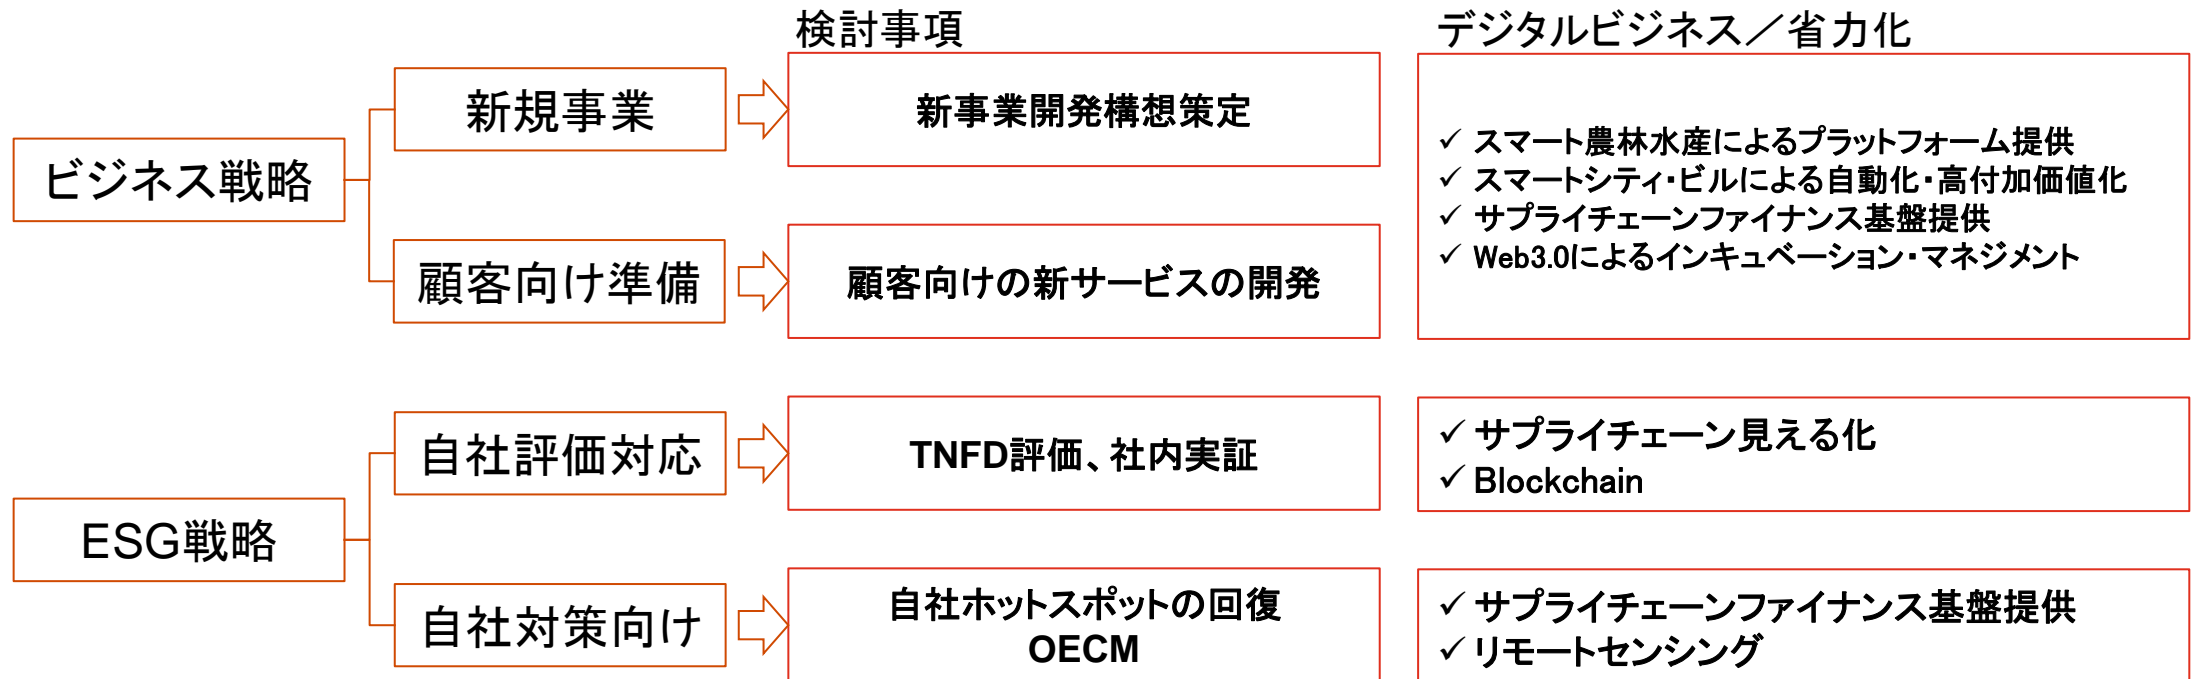 検討事項
デジタルビジネス／省力化
ビジネス戦略
新規事業
新事業開発構想策定
顧客向け準備
顧客向けの新サービスの開発
✓ スマート農林水産によるプラットフォーム提供
✓ スマートシティ・ビルによる自動化・高付加価値化
✓ サプライチェーンファイナンス基盤提供
✓ Web3.0によるインキュベーション・マネジメント
ESG戦略
自社評価対応
TNFD評価、社内実証
✓ サプライチェーン見える化
✓ Blockchain
自社対策向け
自社ホットスポットの回復
OECM
✓ サプライチェーンファイナンス基盤提供
✓ リモートセンシング